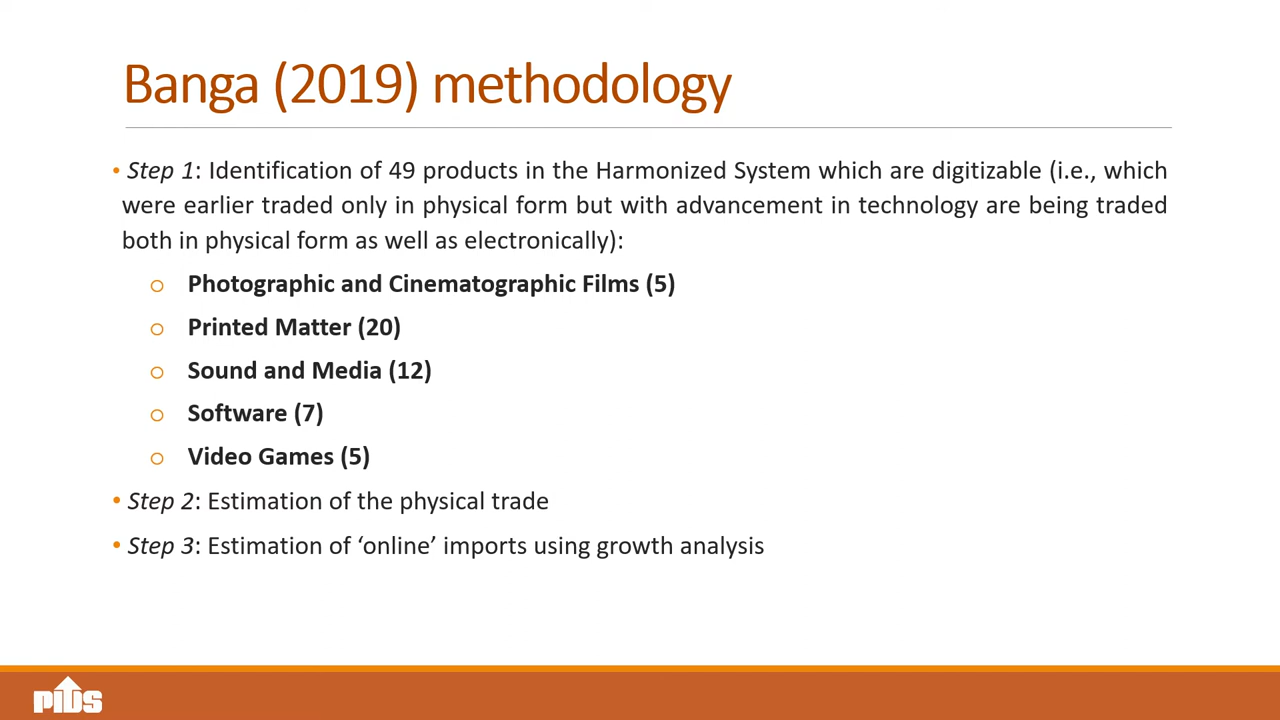 Banga (2019) methodology
• Step 1: Identification of 49 products in the Harmonized System which are digitizable (i.e., which
were earlier traded only in physical form but with advancement in technology are being traded
both in physical form as well as electronically):
o Photographic and Cinematographic Films (5)
o Printed Matter (20)
o Sound and Media (12)
o Software (7)
o Video Games (5)
• Step 2: Estimation of the physical trade
• Step 3: Estimation of ‘online’ imports using growth analysis
PIDS